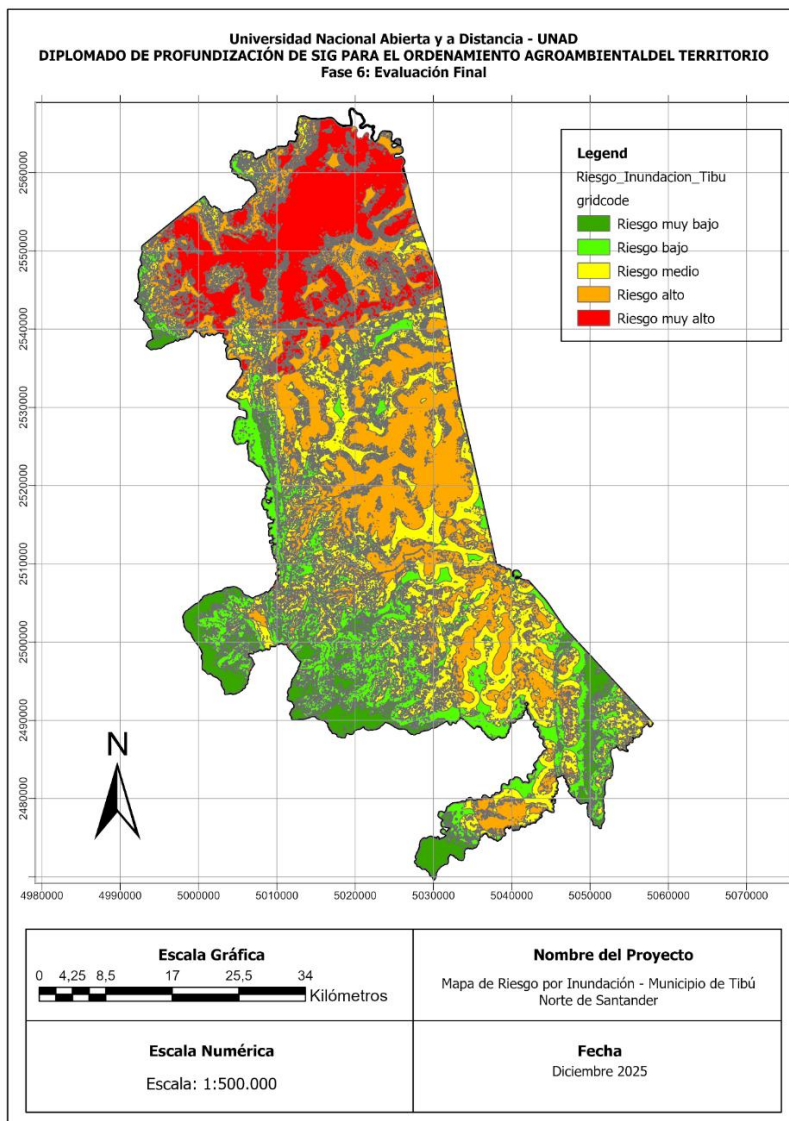 Universidad Nacional Abierta y a Distancia - UNAD
DIPLOMADO DE PROFUNDIZACIÓN DE SIG PARA EL ORDENAMIENTO AGROAMBIENTALDEL TERRITORIO
Fase 6: Evaluación Final
Legend
Riesgo_Inundacion_Tibu
gridcode
Riesgo muy bajo
Riesgo bajo
Riesgo medio
Riesgo alto
Riesgo muy alto
2560000
2550000
2540000
2530000
2520000
2510000
2500000
2490000
2480000
N
4980000 4990000 5000000 5010000 5020000 5030000 5040000 5050000 5060000 5070000
Escala Gráfica
0 4,25 8,5 17 25,5 34
Kilómetros
Nombre del Proyecto
Mapa de Riesgo por Inundación - Municipio de Tibú
Norte de Santander
Escala Numérica
Escala: 1:500.000
Fecha
Diciembre 2025